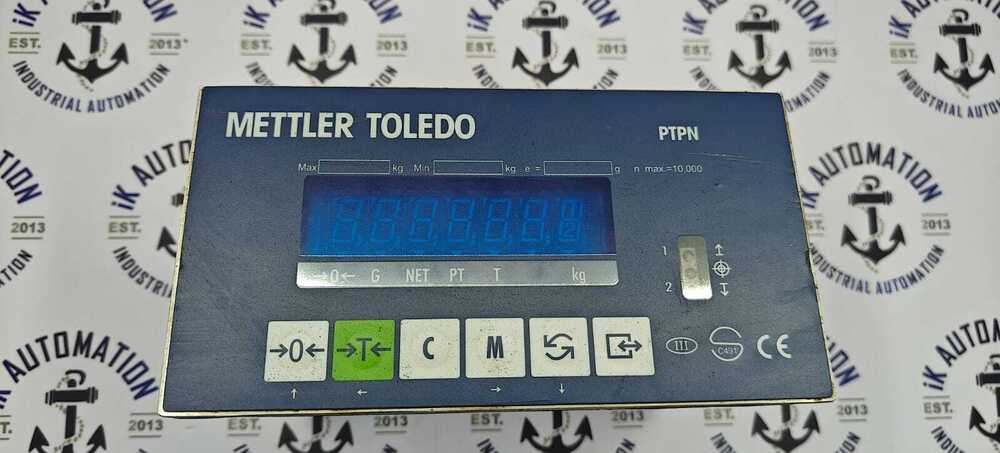 METTLER TOLEDO
PTPN
Max kg Min kg e = g n max =10,000
→0← G NET PT T kg
1
2
→0← →T← C M
↑ ← → ↓
III C491 CE
iK AUTOMATION
EST. 2013
INDUSTRIAL AUTOMATION